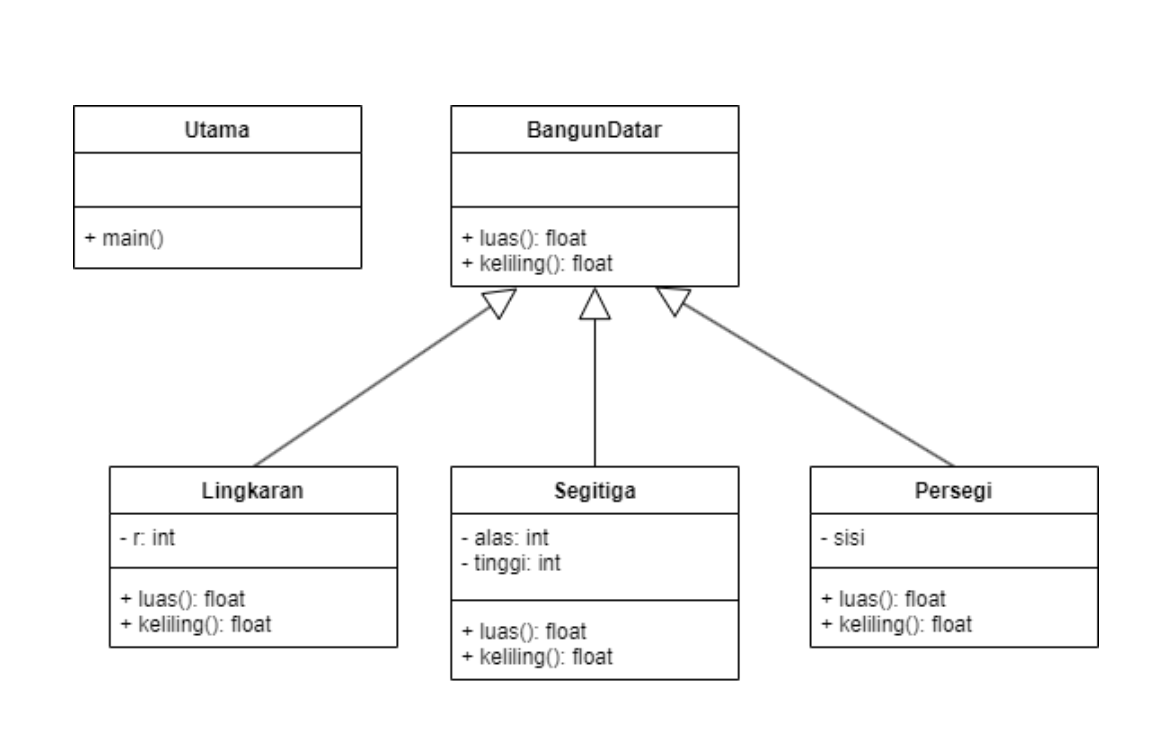 Utama
+ main()
BangunDatar
+ luas(): float
+ keliling(): float
Lingkaran
- r: int
+ luas(): float
+ keliling(): float
Segitiga
- alas: int
- tinggi: int
+ luas(): float
+ keliling(): float
Persegi
- sisi
+ luas(): float
+ keliling(): float